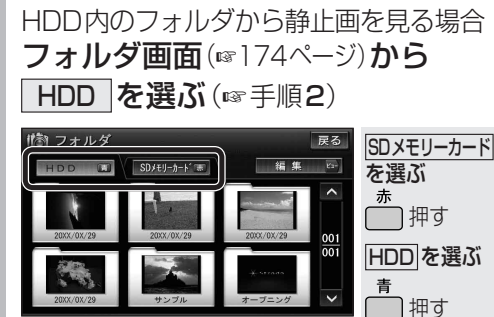 HDD内のフォルダから静止画を見る場合
フォルダ画面(☞174ページ)から
HDD を選ぶ(☞手順2)
フォルダ
戻る
HDD 青
SDメモリーカード 赤
編集
20XX/0X/29
20XX/0X/29
20XX/0X/29
001
001
20XX/0X/29
サンプル
オープニング
SDメモリーカード
を選ぶ
赤
押す
HDDを選ぶ
青
押す